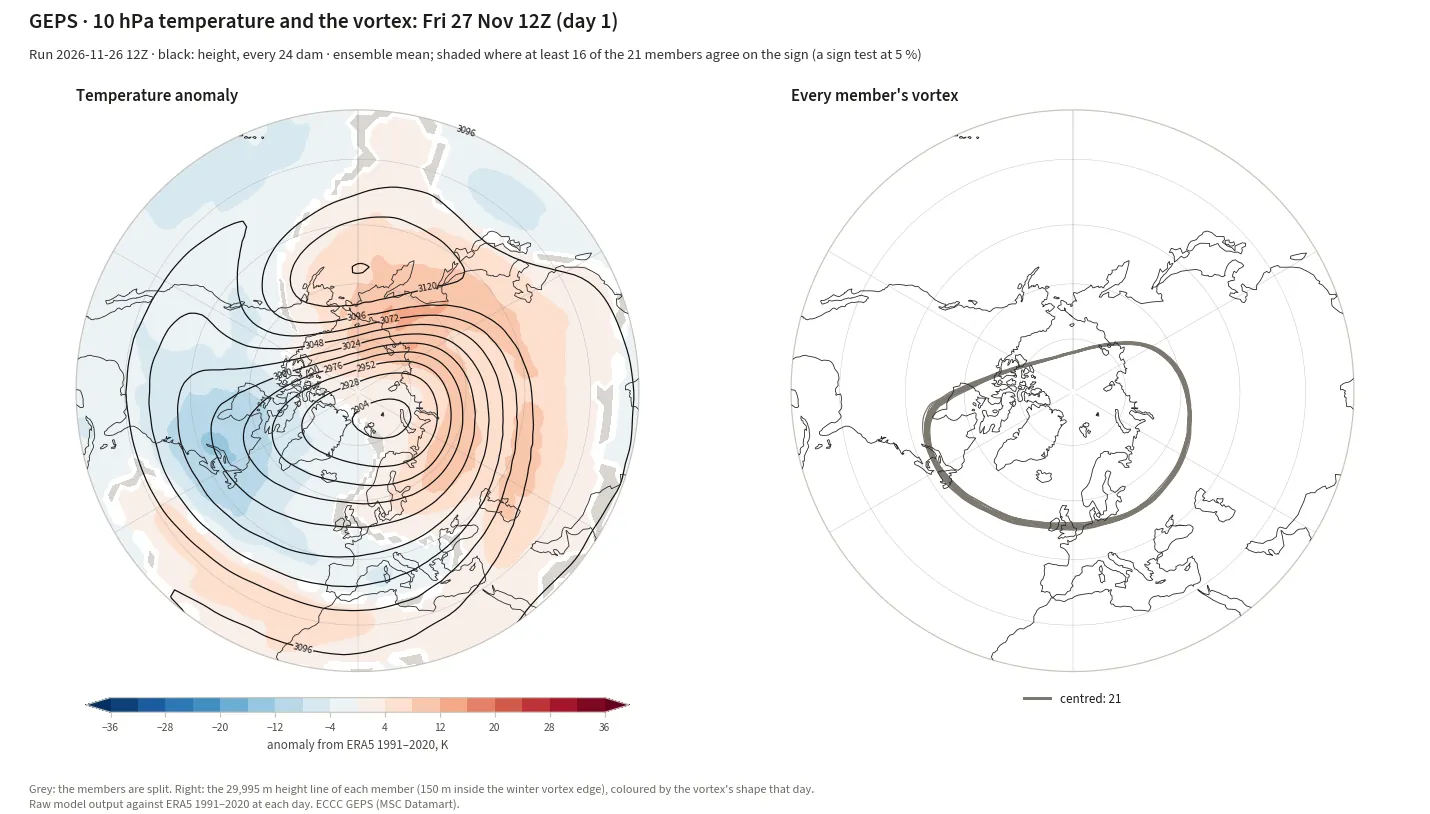 GEPS · 10 hPa temperature and the vortex: Fri 27 Nov 12Z (day 1)
Run 2026-11-26 12Z · black: height, every 24 dam · ensemble mean; shaded where at least 16 of the 21 members agree on the sign (a sign test at 5 %)
Temperature anomaly
Every member's vortex
3096
3120
3096
3072
3048
3024
2976
2952
2928
3096
centred: 21
−36
−28
−20
−12
−4
4
12
20
28
36
anomaly from ERA5 1991–2020, K
Grey: the members are split. Right: the 29,995 m height line of each member (150 m inside the winter vortex edge), coloured by the vortex's shape that day.
Raw model output against ERA5 1991–2020 at each day. ECCC GEPS (MSC Datamart).